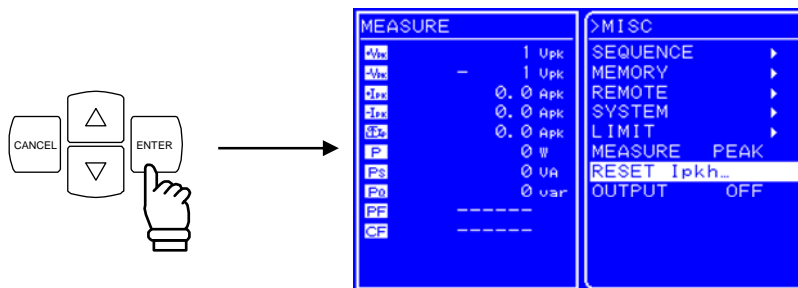 CANCEL
ENTER
MEASURE
+Vpk 1 Vpk
-Vpk - 1 Vpk
+Ipk 0.0 Apk
-Ipk 0.0 Apk
0.0 Apk
P 0 W
Ps 0 VA
PQ 0 var
PF ------
CF ------
>MISC
SEQUENCE
MEMORY
REMOTE
SYSTEM
LIMIT
MEASURE PEAK
RESET Ipkh…
OUTPUT OFF